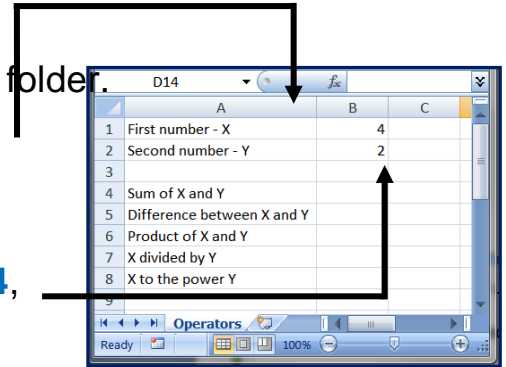 folder.
D14 fx
A B C
1 First number - X 4
2 Second number - Y 2
3
4 Sum of X and Y
5 Difference between X and Y
6 Product of X and Y
7 X divided by Y
8 X to the power Y
4,
9
Operators
Ready 100%